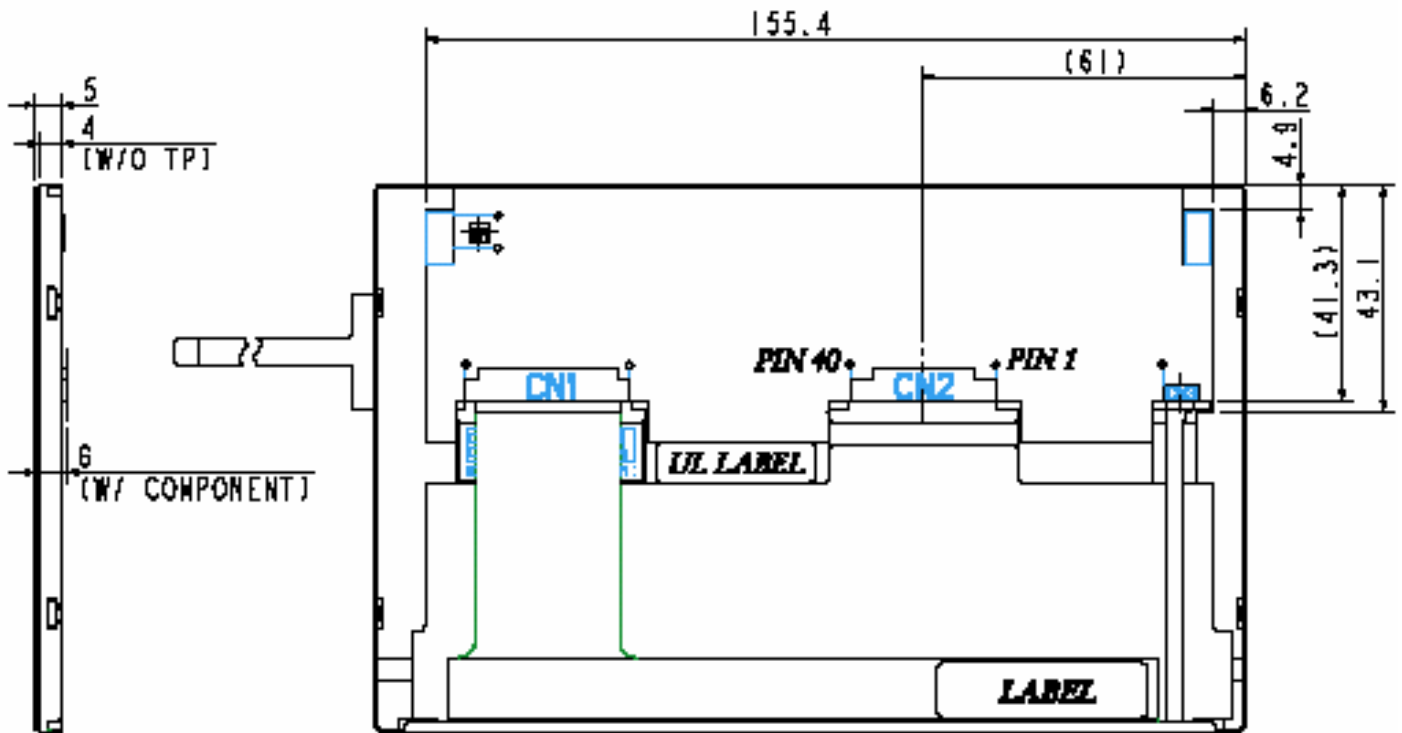 155.4
(61)
5
6.2
4
4.9
(W/O TP)
(41.3)
43.1
PIN 40
PIN 1
CN1
CN2
UL LABEL
6
(W/ COMPONENT)
LABEL